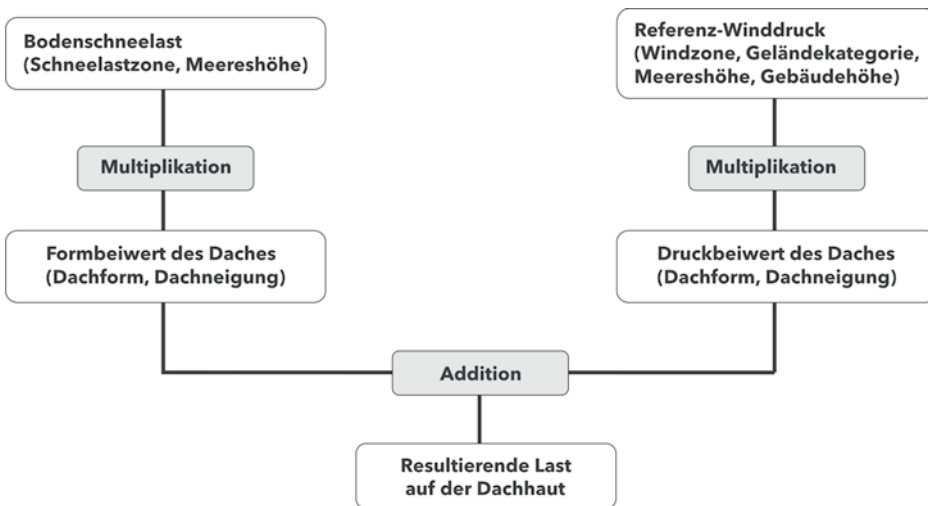 Bodenschneelast
(Schneelastzone, Meereshöhe)
Referenz-Winddruck
(Windzone, Geländekategorie,
Meereshöhe, Gebäudehöhe)
Multiplikation
Multiplikation
Formbeiwert des Daches
(Dachform, Dachneigung)
Druckbeiwert des Daches
(Dachform, Dachneigung)
Addition
Resultierende Last
auf der Dachhaut